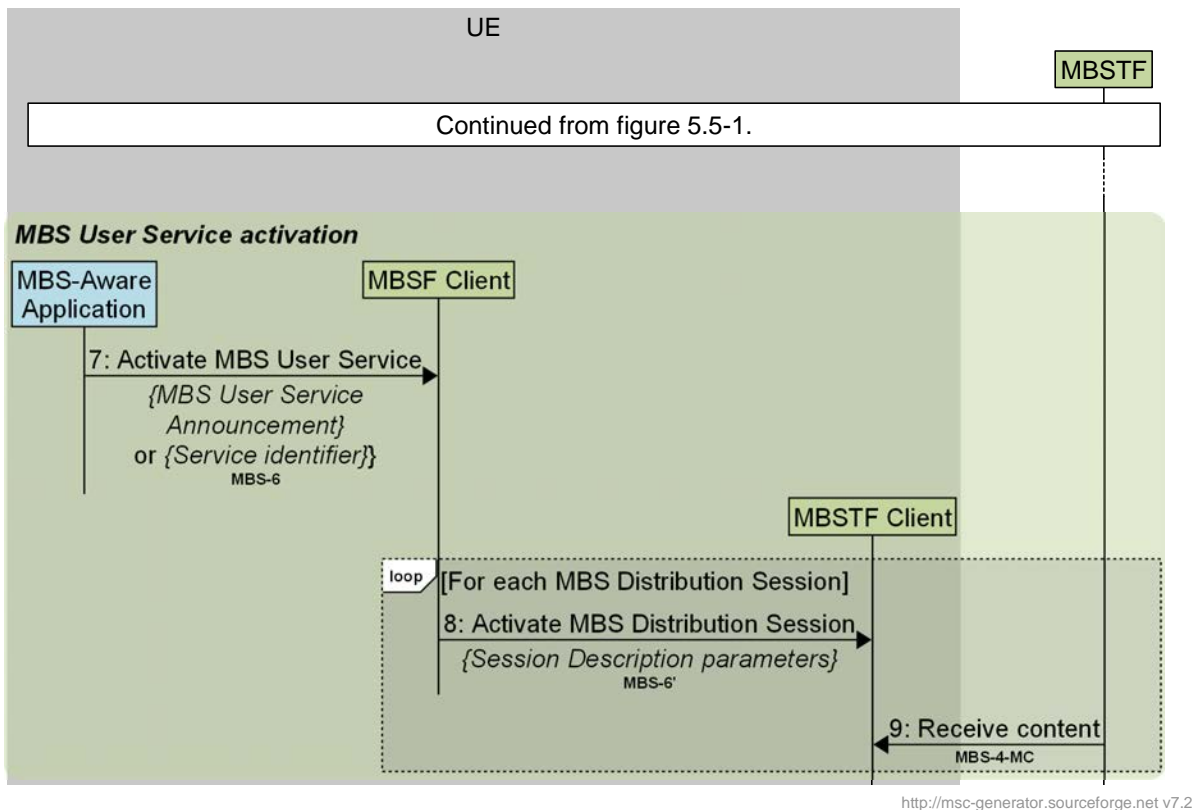 UE
MBSTF
Continued from figure 5.5-1.
MBS User Service activation
MBS-Aware
Application
MBSF Client
7: Activate MBS User Service
{MBS User Service
Announcement}
or {Service identifier}}
MBS-6
MBSTF Client
loop
[For each MBS Distribution Session]
8: Activate MBS Distribution Session
{Session Description parameters}
MBS-6'
9: Receive content
MBS-4-MC
http://msc-generator.sourceforge.net v7.2